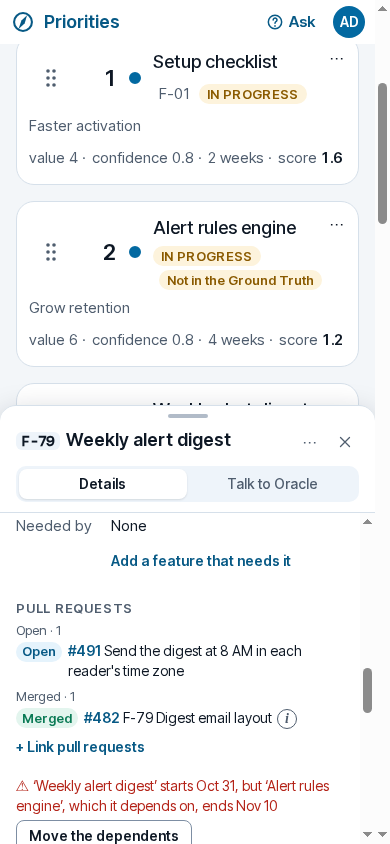 Priorities
Ask
AD
1
Setup checklist
...
F-01 IN PROGRESS
Faster activation
value 4 · confidence 0.8 · 2 weeks · score 1.6
2
Alert rules engine
...
IN PROGRESS
Not in the Ground Truth
Grow retention
value 6 · confidence 0.8 · 4 weeks · score 1.2
F-79 Weekly alert digest
...
Details
Talk to Oracle
Needed by None
Add a feature that needs it
PULL REQUESTS
Open · 1
Open #491 Send the digest at 8 AM in each
reader's time zone
Merged · 1
Merged #482 F-79 Digest email layout i
+ Link pull requests
⚠ ‘Weekly alert digest’ starts Oct 31, but ‘Alert rules
engine’, which it depends on, ends Nov 10
Move the dependents